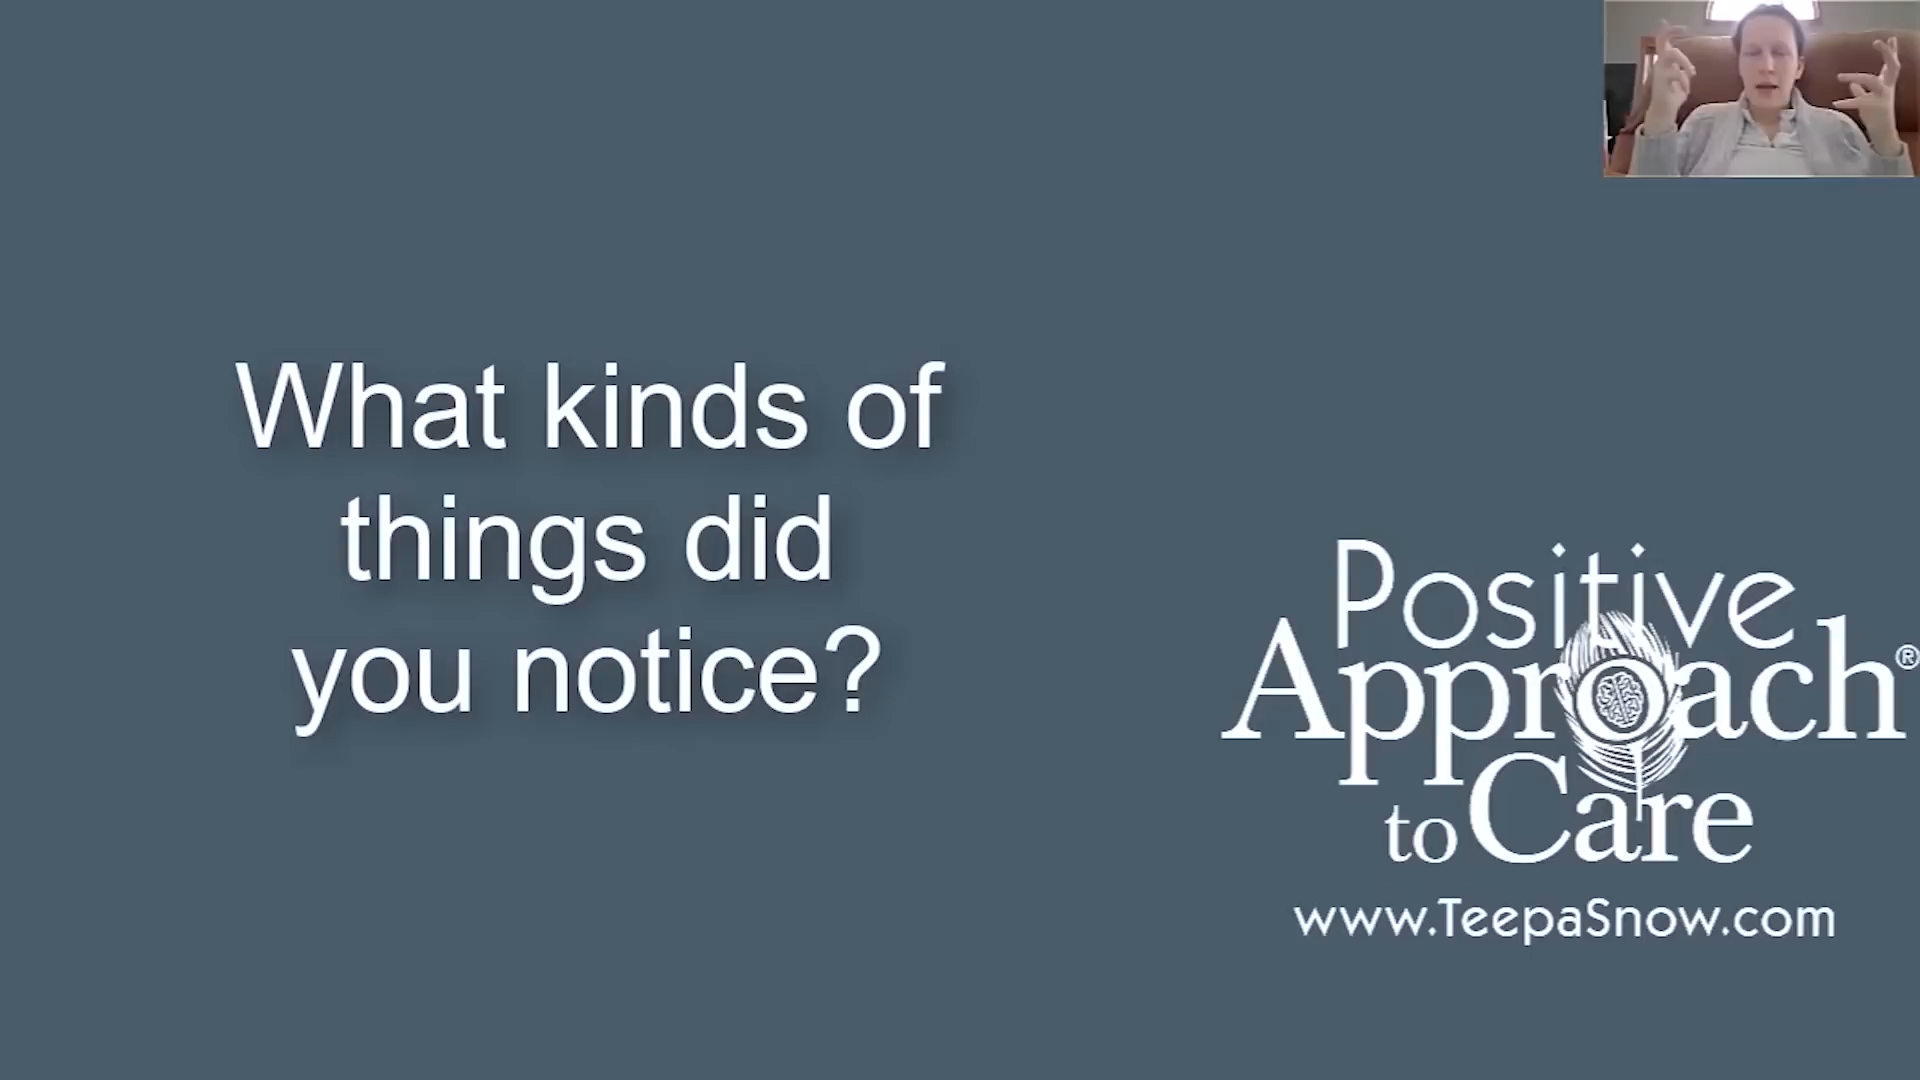 What kinds of
things did
you notice?
Positive
Approach®
to Care
www.TeepaSnow.com